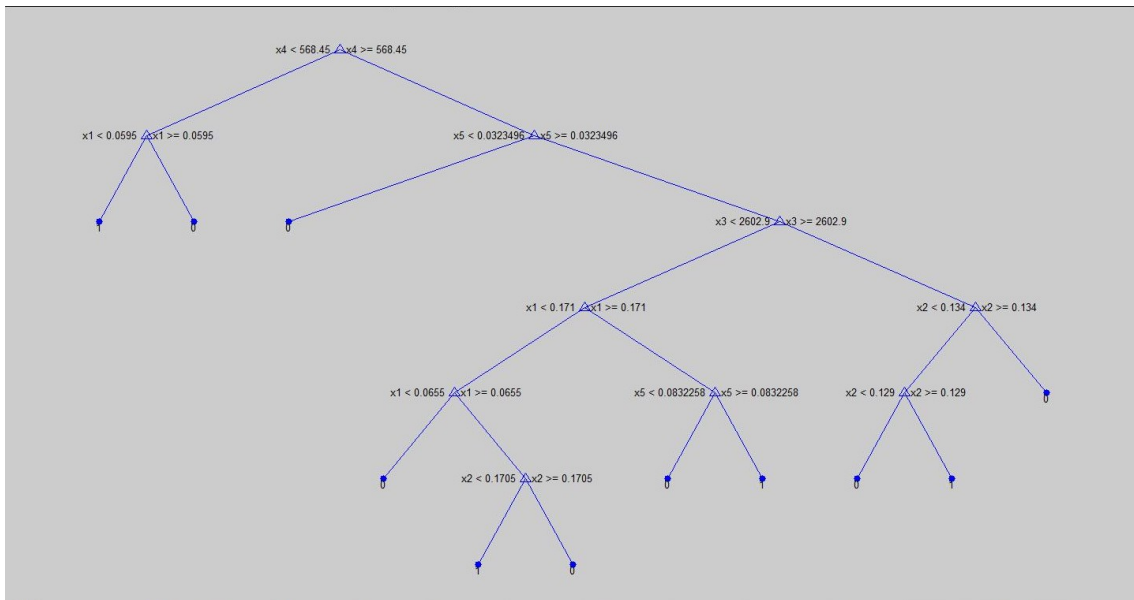 x4 < 568.45 x4 >= 568.45
x1 < 0.0595 x1 >= 0.0595 x5 < 0.0323496 x5 >= 0.0323496
1 0 0 x3 < 2602.9 x3 >= 2602.9
x1 < 0.171 x1 >= 0.171 x2 < 0.134 x2 >= 0.134
x1 < 0.0655 x1 >= 0.0655 x5 < 0.0832258 x5 >= 0.0832258 x2 < 0.129 x2 >= 0.129 0
0 x2 < 0.1705 x2 >= 0.1705 0 1 0 1
1 0